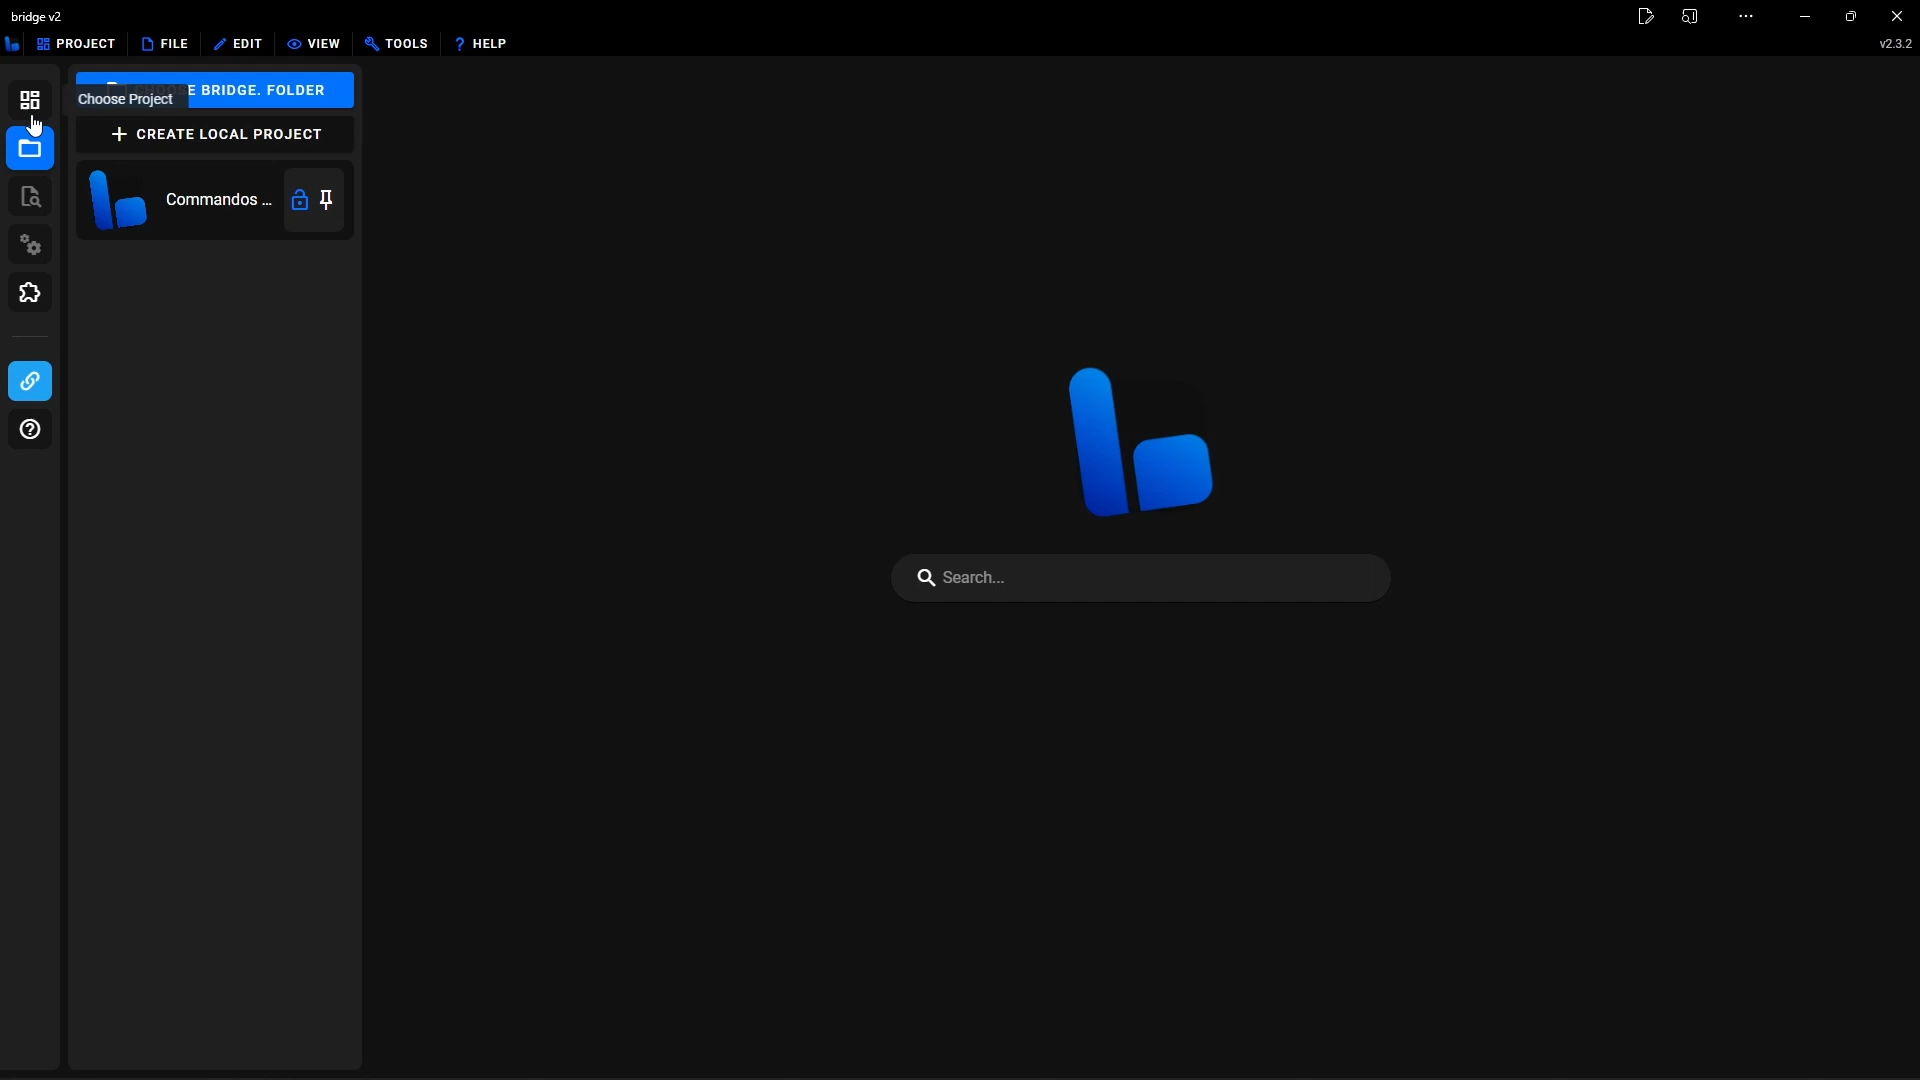 bridge v2
PROJECT
FILE
EDIT
VIEW
TOOLS
HELP
v2.3.2
E BRIDGE. FOLDER
Choose Project
CREATE LOCAL PROJECT
Commandos ...
Search...